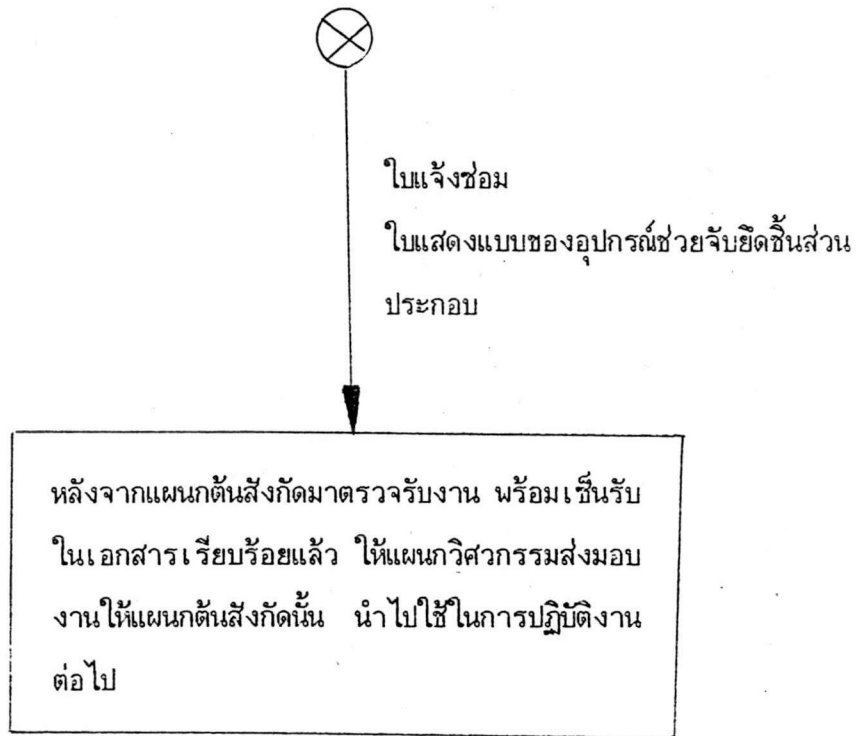 ใบแจ้งซ่อม
ใบแสดงแบบของอุปกรณ์ช่วยจับยึดชิ้นส่วน
ประกอบ
หลังจากแผนกต้นสังกัดมาตรวจรับงาน พร้อมเซ็นรับ
ในเอกสารเรียบร้อยแล้ว ให้แผนกวิศวกรรมส่งมอบ
งานให้แผนกต้นสังกัดนั้น นำไปใช้ในการปฏิบัติงาน
ต่อไป